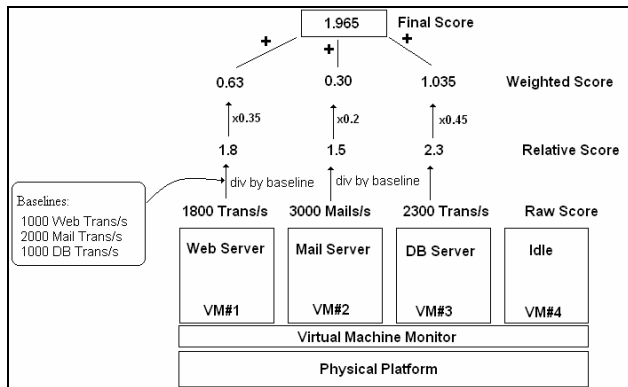 1.965 Final Score
+ + +
0.63 0.30 1.035 Weighted Score
x0.35 x0.2 x0.45
1.8 1.5 2.3 Relative Score
div by baseline div by baseline
Baselines:
1000 Web Trans/s
2000 Mail Trans/s
1000 DB Trans/s
1800 Trans/s 3000 Mails/s 2300 Trans/s Raw Score
Web Server Mail Server DB Server Idle
VM#1 VM#2 VM#3 VM#4
Virtual Machine Monitor
Physical Platform